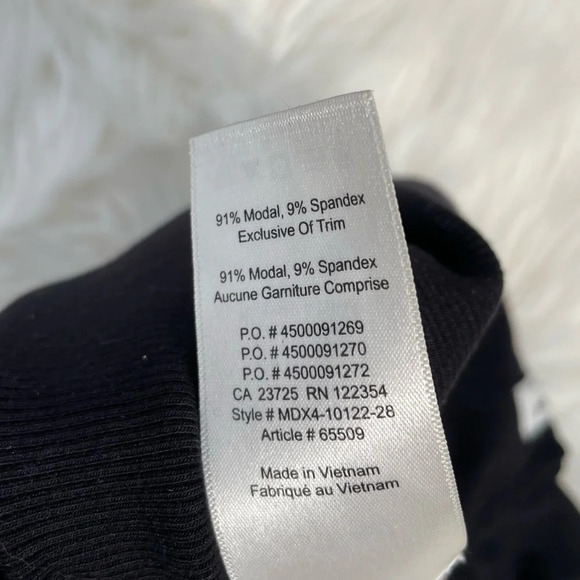 91% Modal, 9% Spandex
Exclusive Of Trim
91% Modal, 9% Spandex
Aucune Garniture Comprise
P.O. # 4500091269
P.O. # 4500091270
P.O. # 4500091272
CA 23725 RN 122354
Style # MDX4-10122-28
Article # 65509
Made in Vietnam
Fabriqué au Vietnam